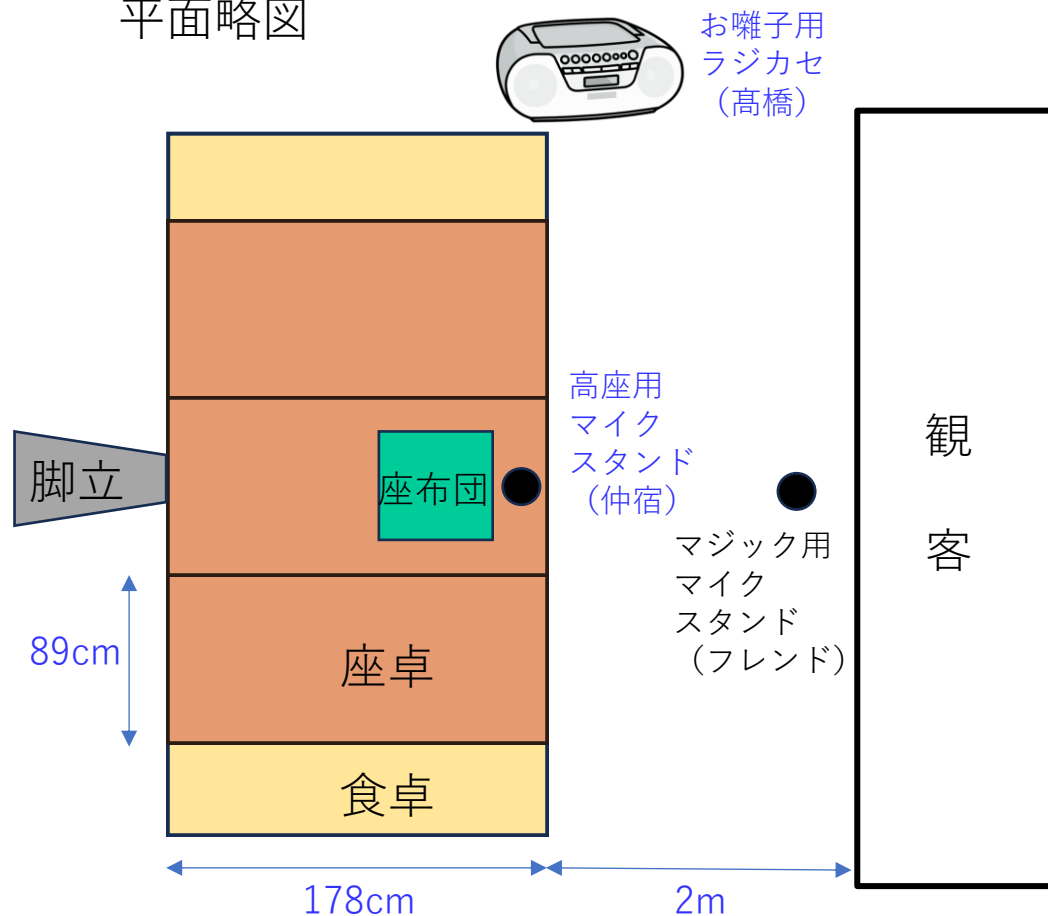 平面略図
お囃子用
ラジカセ
（髙橋）
高座用
マイク
スタンド
（仲宿）
脚立
座布団
観
客
マジック用
マイク
スタンド
（フレンド）
89cm
座卓
食卓
178cm
2m